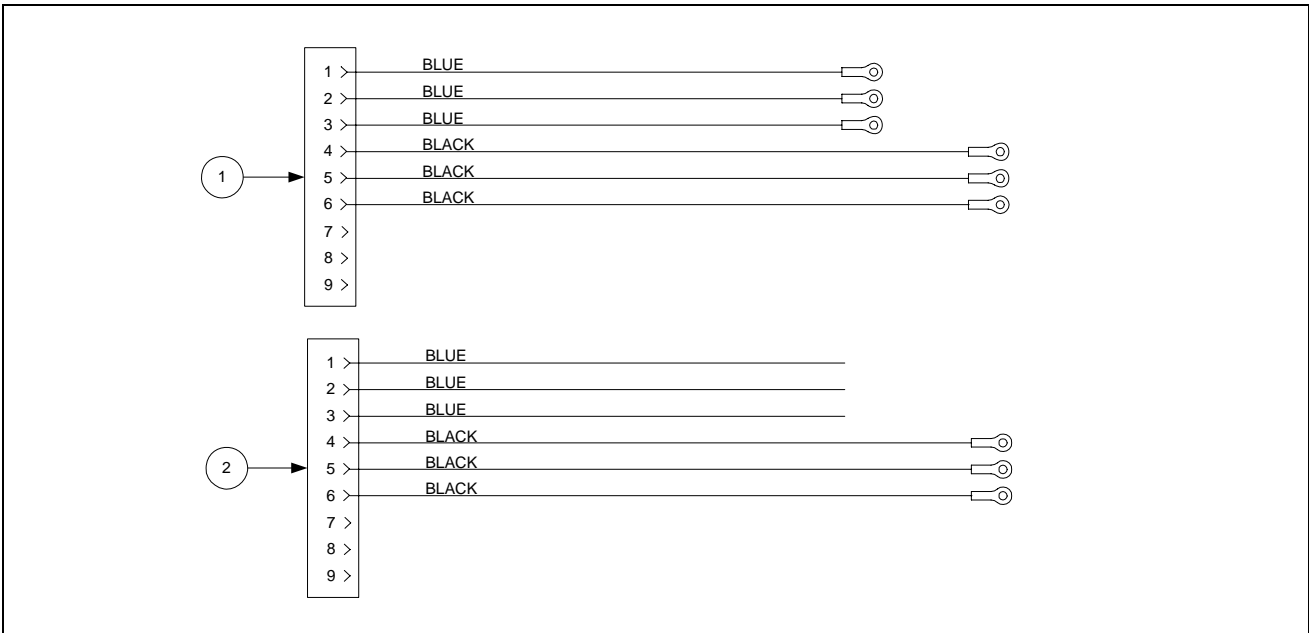 1 BLUE
2 BLUE
3 BLUE
4 BLACK
1
5 BLACK
6 BLACK
7
8
9
1 BLUE
2 BLUE
3 BLUE
4 BLACK
2
5 BLACK
6 BLACK
7
8
9